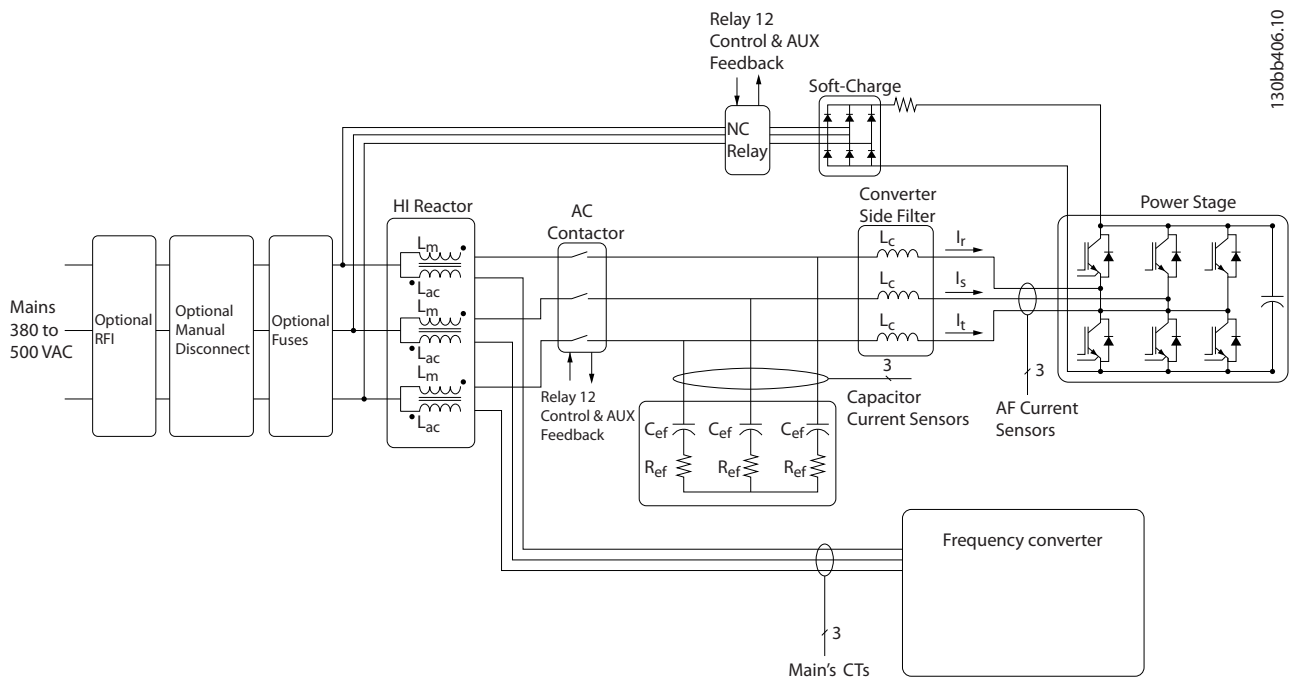 130bb406.10
Relay 12
Control & AUX
Feedback
NC
Relay
Soft-Charge
HI Reactor
AC
Contactor
Converter
Side Filter
Power Stage
Mains
380 to
500 VAC
Optional
RFI
Optional
Manual
Disconnect
Optional
Fuses
Lm
Lac
Lm
Lac
Lm
Lac
Lc
Lc
Lc
Ir
Is
It
Relay 12
Control & AUX
Feedback
3
Capacitor
Current Sensors
3
AF Current
Sensors
Cef Cef Cef
Ref Ref Ref
Frequency converter
3
Main's CTs